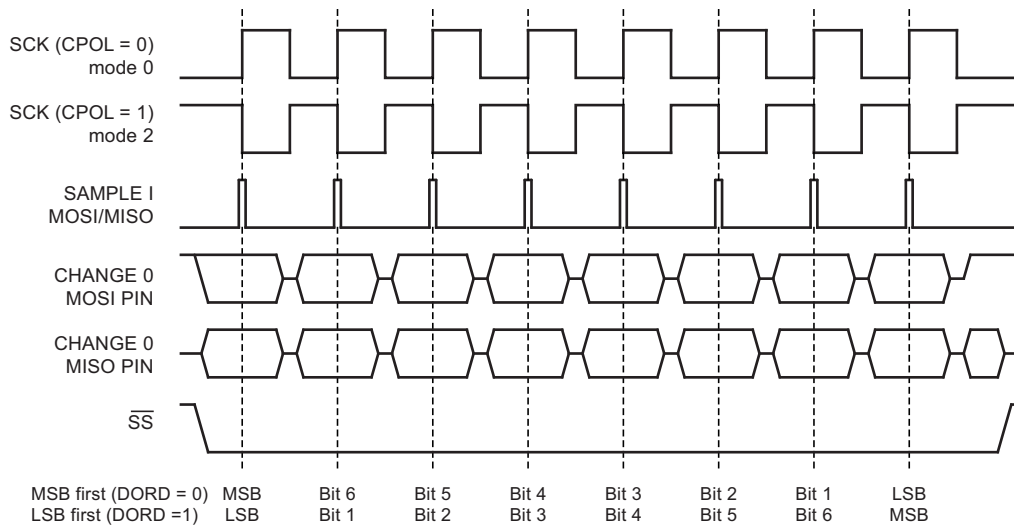 SCK (CPOL = 0)
mode 0
SCK (CPOL = 1)
mode 2
SAMPLE I
MOSI/MISO
CHANGE 0
MOSI PIN
CHANGE 0
MISO PIN
SS
MSB first (DORD = 0) MSB Bit 6 Bit 5 Bit 4 Bit 3 Bit 2 Bit 1 LSB
LSB first (DORD =1) LSB Bit 1 Bit 2 Bit 3 Bit 4 Bit 5 Bit 6 MSB